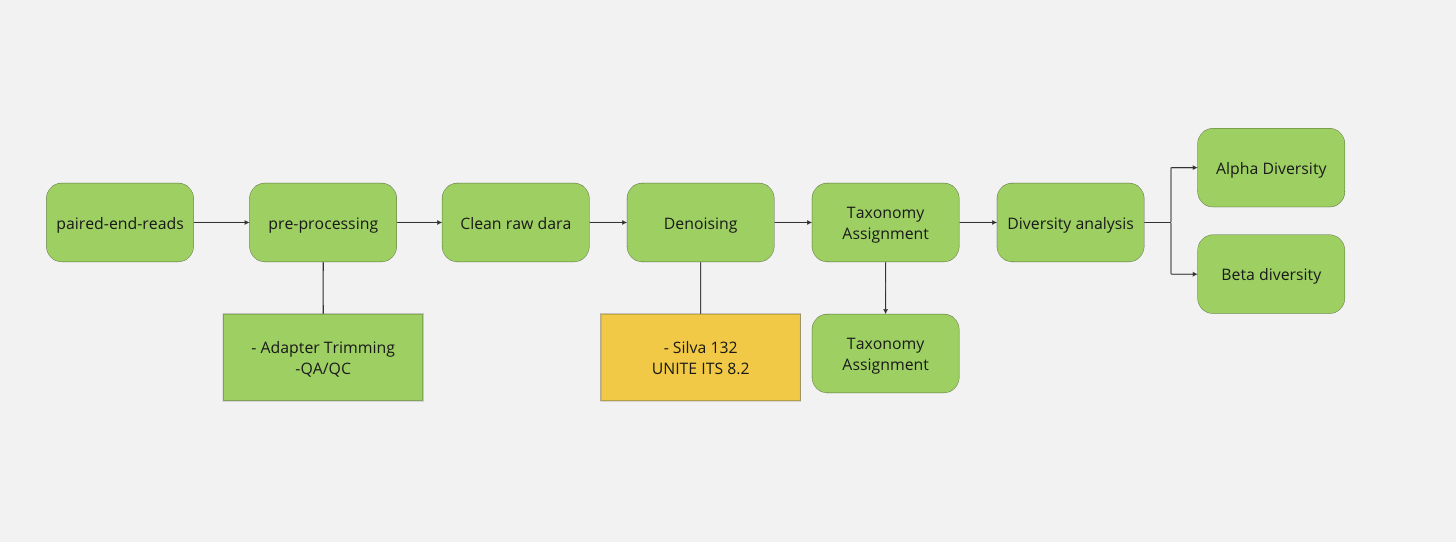 paired-end-reads
pre-processing
Clean raw dara
Denoising
Taxonomy
Assignment
Diversity analysis
Alpha Diversity
Beta diversity
- Adapter Trimming
-QA/QC
- Silva 132
UNITE ITS 8.2
Taxonomy
Assignment